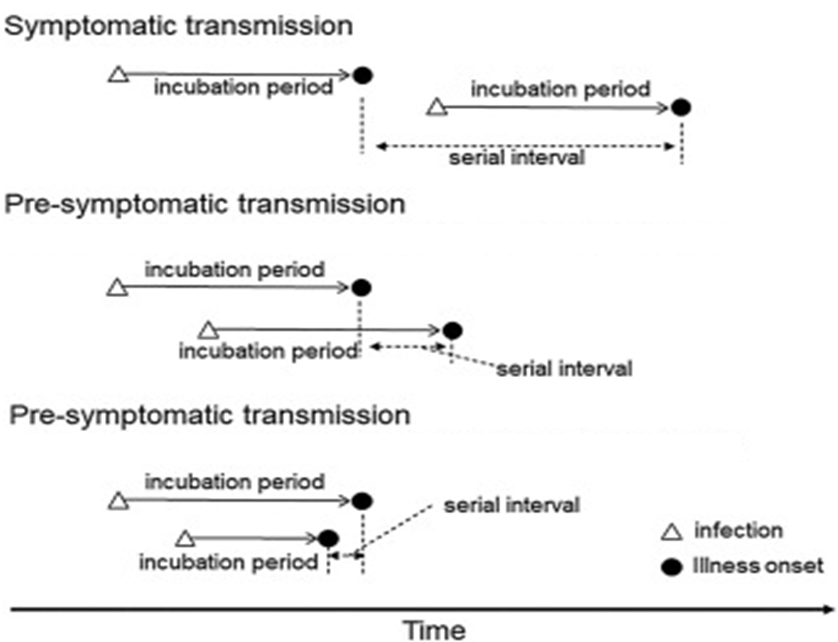 Symptomatic transmission
incubation period
incubation period
serial interval
Pre-symptomatic transmission
incubation period
incubation period
serial interval
Pre-symptomatic transmission
incubation period
serial interval
incubation period
infection
Illness onset
Time